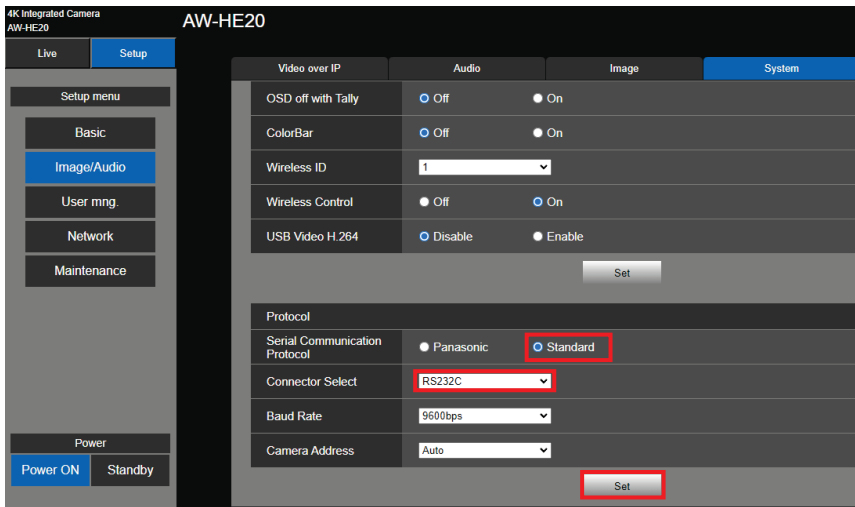 4K Integrated Camera
AW-HE20
AW-HE20
Live Setup
Video over IP Audio Image System
Setup menu
Basic
Image/Audio
User mng.
Network
Maintenance
OSD off with Tally Off On
ColorBar Off On
Wireless ID 1
Wireless Control Off On
USB Video H.264 Disable Enable
Set
Protocol
Serial Communication
Protocol Panasonic Standard
Connector Select RS232C
Baud Rate 9600bps
Camera Address Auto
Set
Power
Power ON Standby